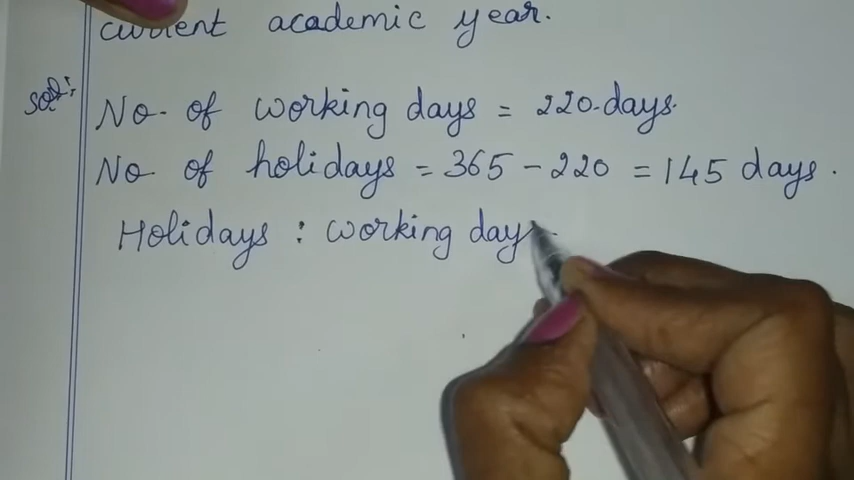 current academic year.
Sol:
No. of working days = 220 days.
No. of holidays = 365 - 220 = 145 days.
Holidays : working days